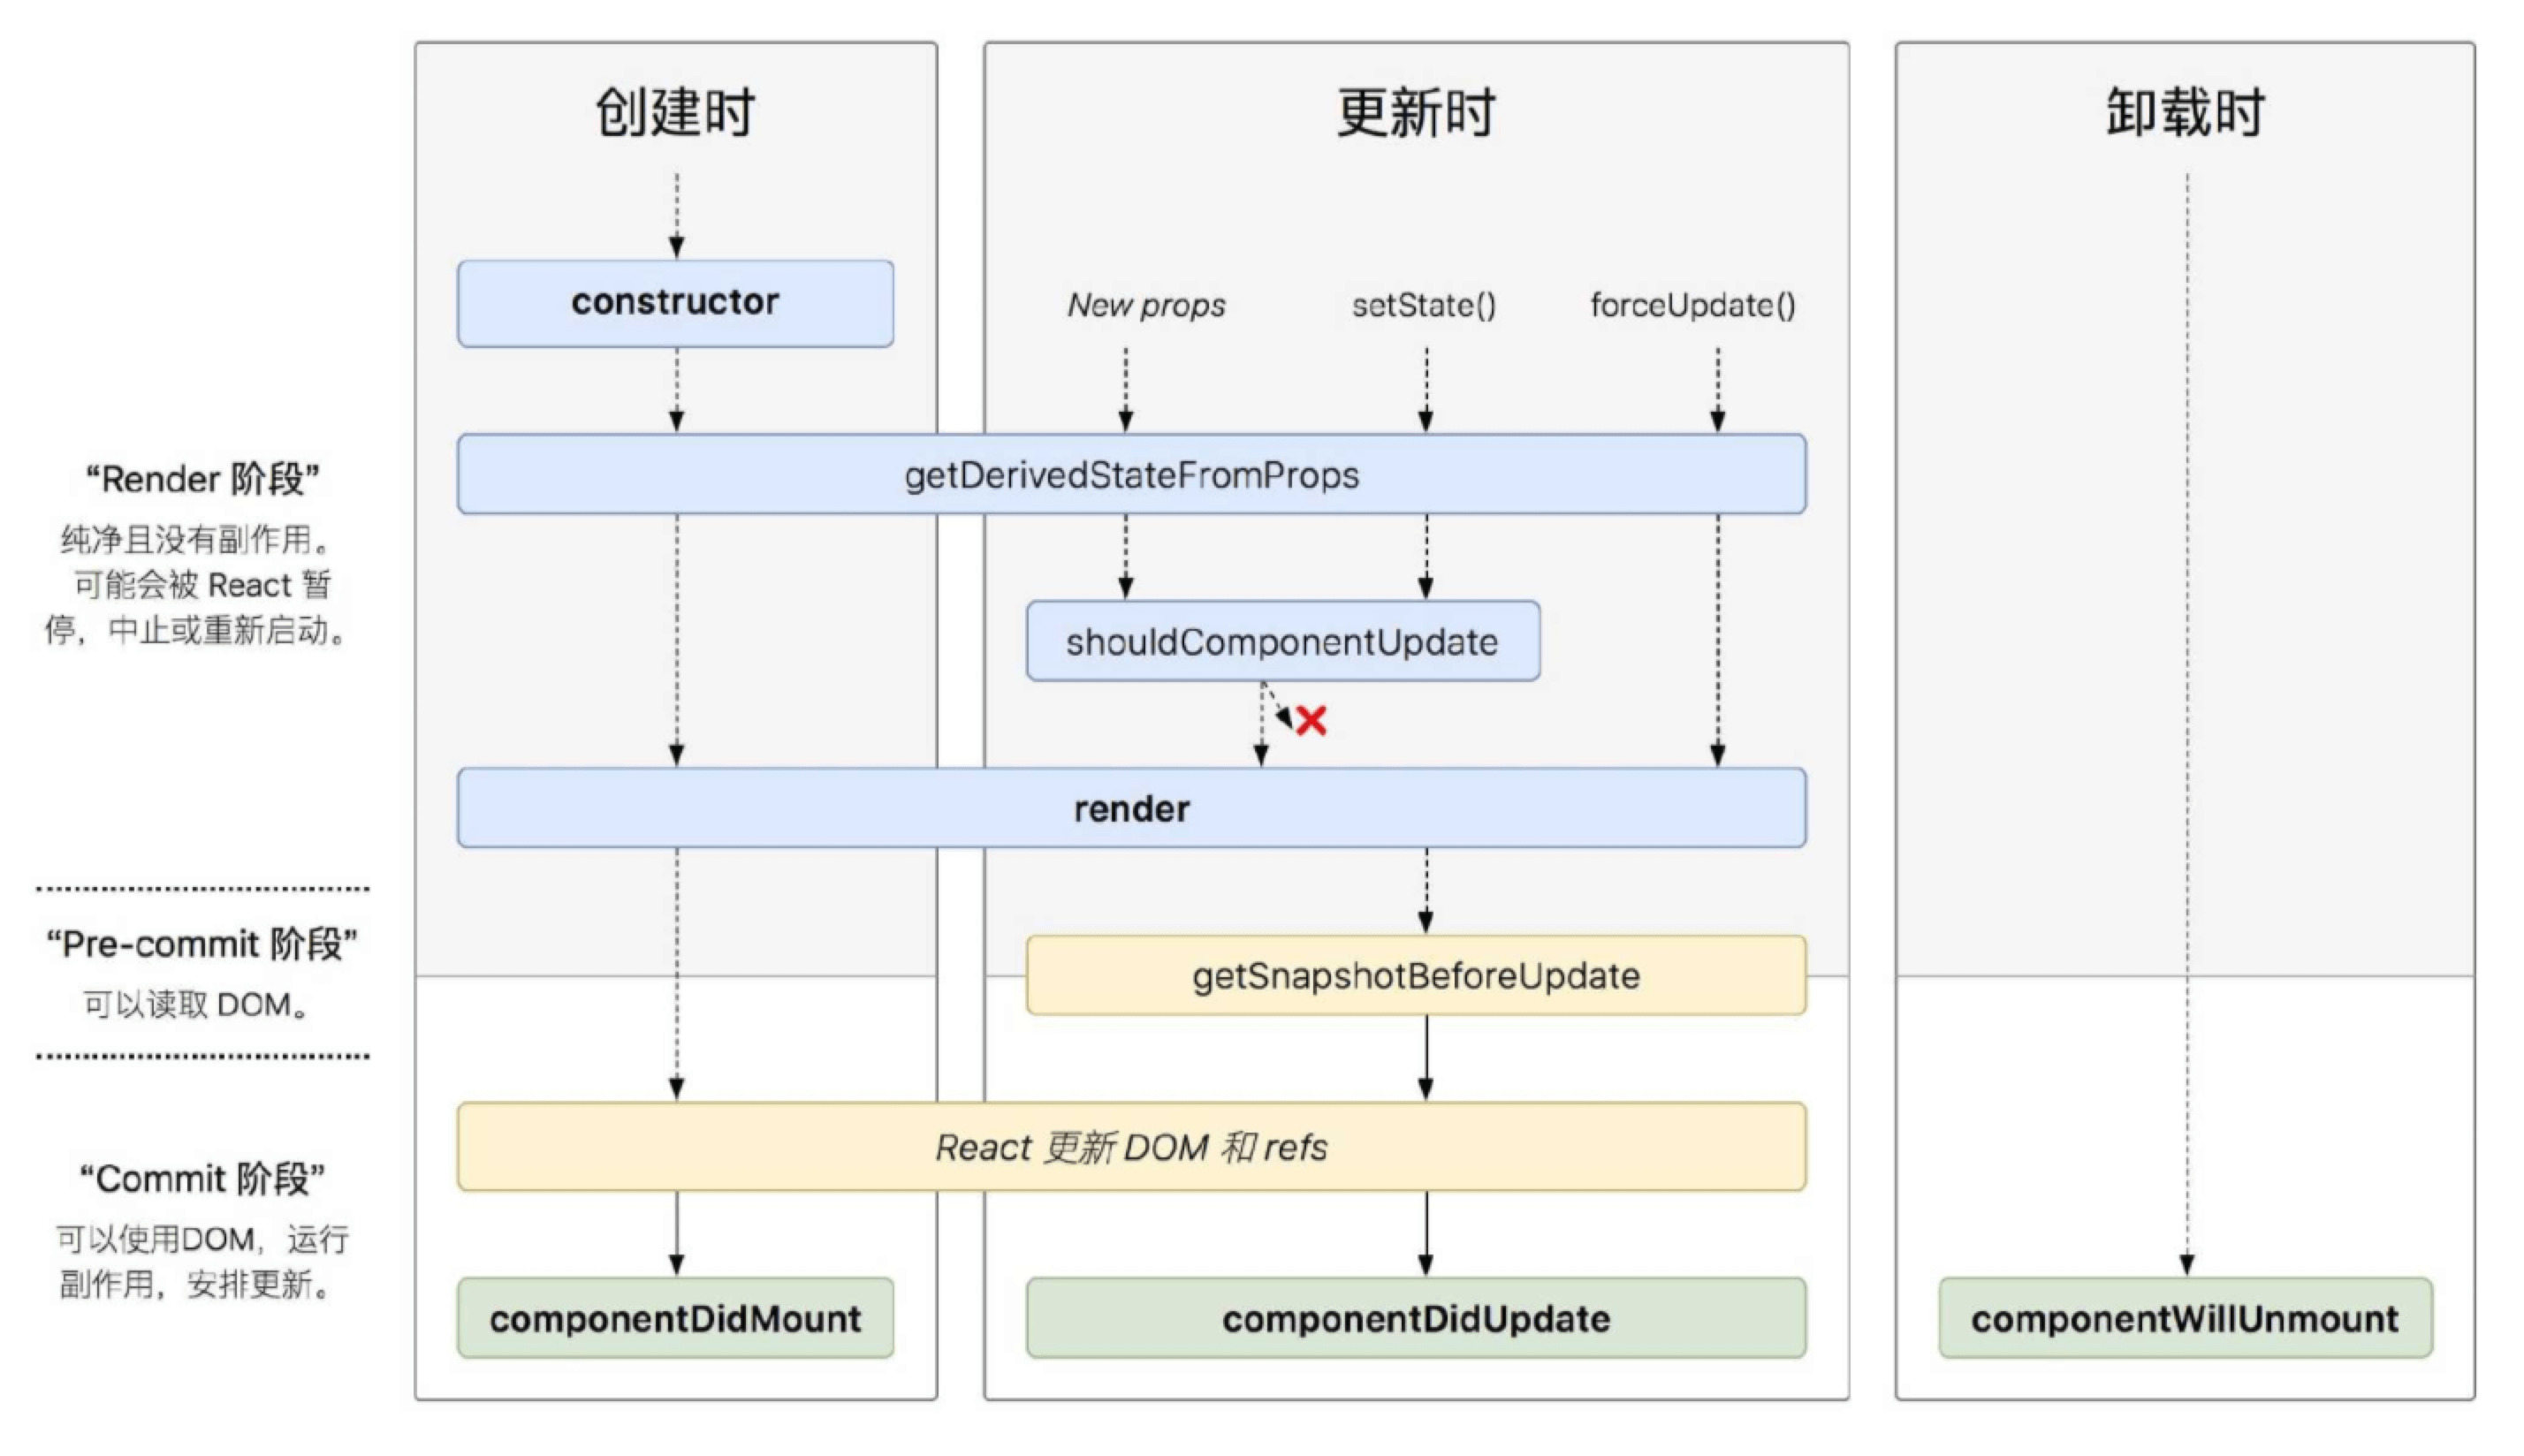 创建时
更新时
卸载时
constructor
New props
setState()
forceUpdate()
getDerivedStateFromProps
“Render 阶段”
纯净且没有副作用。
可能会被 React 暂
停，中止或重新启动。
shouldComponentUpdate
render
“Pre-commit 阶段”
可以读取 DOM。
getSnapshotBeforeUpdate
React 更新 DOM 和 refs
“Commit 阶段”
可以使用DOM，运行
副作用，安排更新。
componentDidMount
componentDidUpdate
componentWillUnmount